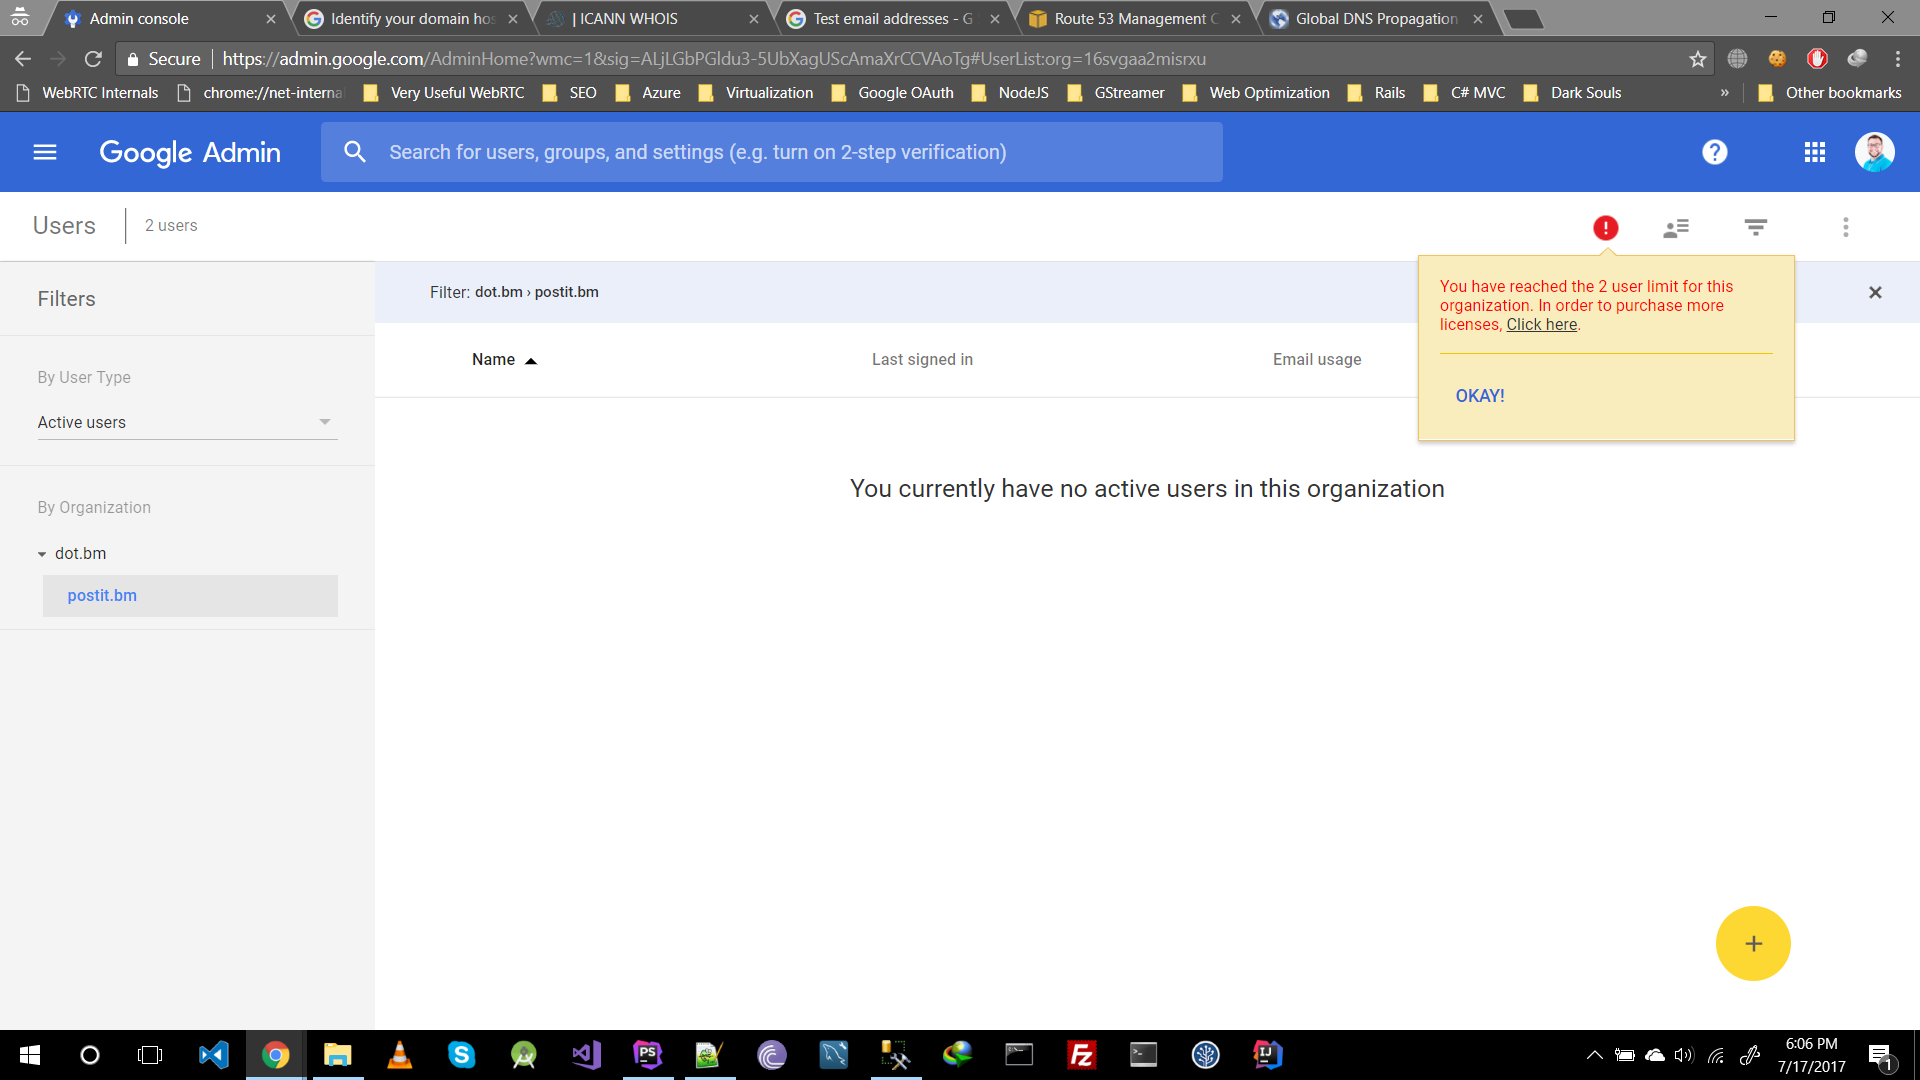 Admin console
Identify your domain hos
| ICANN WHOIS
Test email addresses - G
Route 53 Management C
Global DNS Propagation
Secure
https://admin.google.com/AdminHome?wmc=1&sig=ALjLGbPGldu3-5UbXagUScAmaXrCCVAoTg#UserList:org=16svgaa2misrxu
WebRTC Internals
chrome://net-interna
Very Useful WebRTC
SEO
Azure
Virtualization
Google OAuth
NodeJS
GStreamer
Web Optimization
Rails
C# MVC
Dark Souls
»
Other bookmarks
Google Admin
Search for users, groups, and settings (e.g. turn on 2-step verification)
Users
2 users
Filters
By User Type
Active users
By Organization
dot.bm
postit.bm
Filter: dot.bm › postit.bm
Name
Last signed in
Email usage
You have reached the 2 user limit for this
organization. In order to purchase more
licenses, Click here.
OKAY!
You currently have no active users in this organization
PS
IJ
6:06 PM
7/17/2017
1